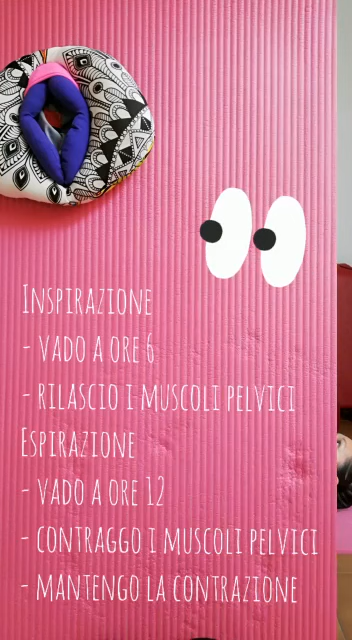 Inspirazione
- vado a ore 6
- rilascio i muscoli pelvici
Espirazione
- vado a ore 12
- contraggo i muscoli pelvici
- mantengo la contrazione